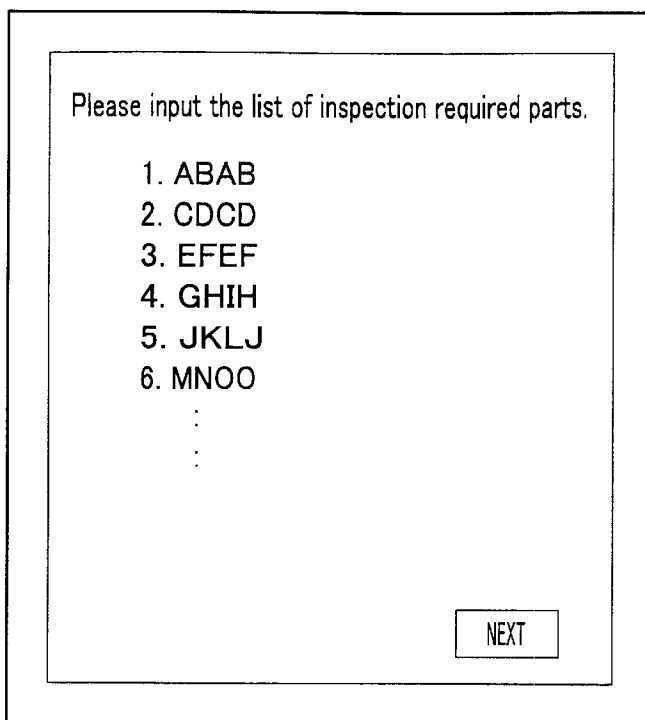 Please input the list of inspection required parts.
1. ABAB
2. CDCD
3. EFEF
4. GHIH
5. JKLJ
6. MNOO
:
:
NEXT